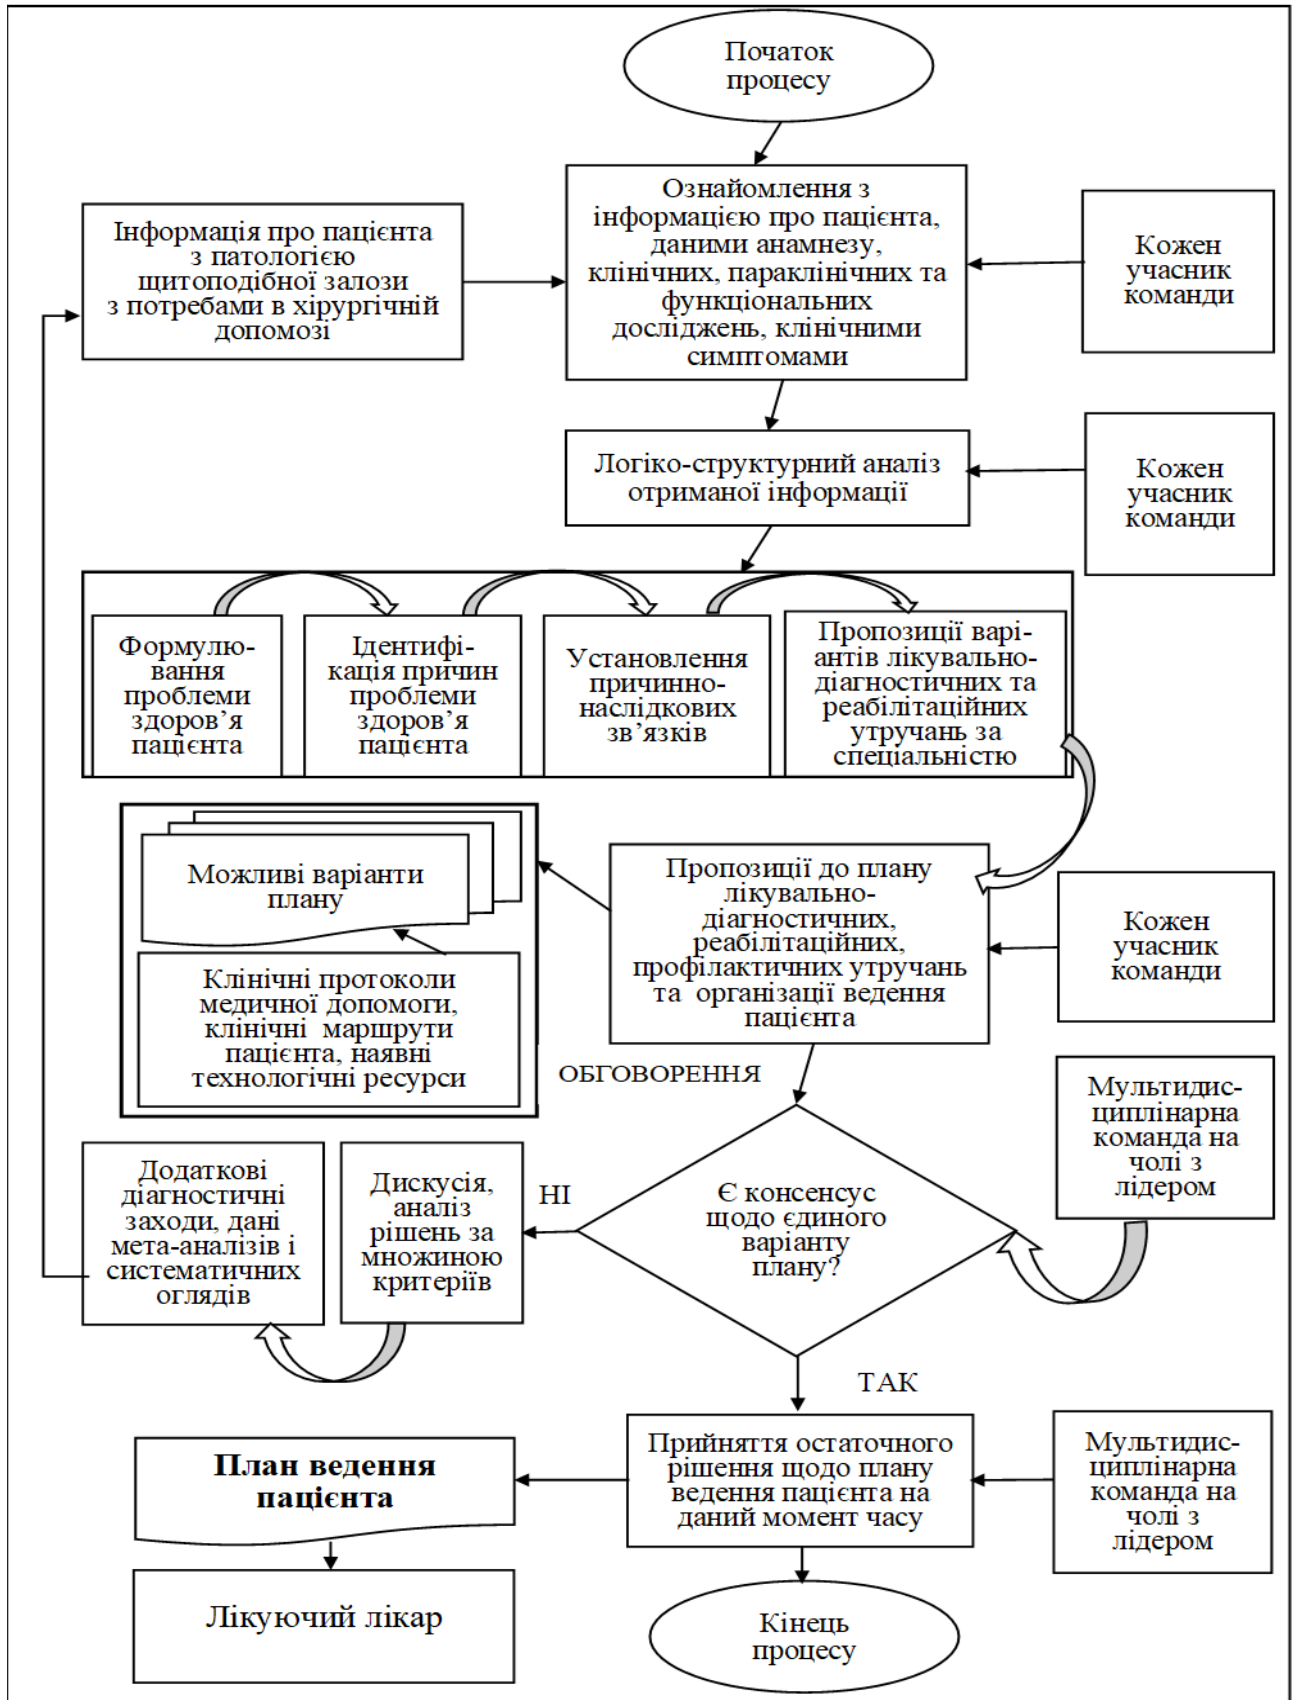 Початок
процесу
Інформація про пацієнта
з патологією
щитоподібної залози
з потребами в хірургічній
допомозі
Ознайомлення з
інформацією про пацієнта,
даними анамнезу,
клінічних, параклінічних та
функціональних
досліджень, клінічними
симптомами
Кожен
учасник
команди
Логіко-структурний аналіз
отриманої інформації
Кожен
учасник
команди
Формулю-
вання
проблеми
здоров’я
пацієнта
Ідентифі-
кація причин
проблеми
здоров’я
пацієнта
Установлення
причинно-
наслідкових
зв’язків
Пропозиції варі-
антів лікувально-
діагностичних та
реабілітаційних
утручань за
спеціальністю
Можливі варіанти
плану
Клінічні протоколи
медичної допомоги,
клінічні маршрути
пацієнта, наявні
технологічні ресурси
Пропозиції до плану
лікувально-
діагностичних,
реабілітаційних,
профілактичних утручань
та організації ведення
пацієнта
Кожен
учасник
команди
ОБГОВОРЕННЯ
Мультидис-
циплінарна
команда на
чолі з
лідером
Додаткові
діагностичні
заходи, дані
мета-аналізів і
систематичних
оглядів
Дискусія,
аналіз
рішень за
множиною
критеріїв
НІ
Є консенсус
щодо єдиного
варіанту
плану?
ТАК
План ведення
пацієнта
Прийняття остаточного
рішення щодо плану
ведення пацієнта на
даний момент часу
Мультидис-
циплінарна
команда на
чолі з
лідером
Лікуючий лікар
Кінець
процесу